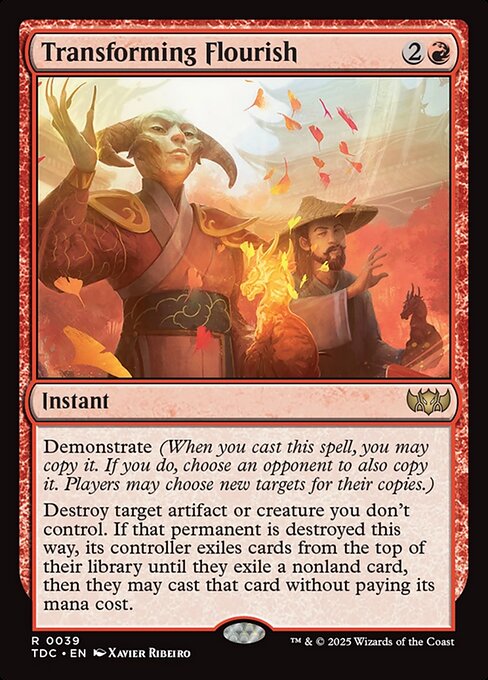 Transforming Flourish 2
Instant
Demonstrate (When you cast this spell, you may
copy it. If you do, choose an opponent to also copy
it. Players may choose new targets for their copies.)
Destroy target artifact or creature you don't
control. If that permanent is destroyed this
way, its controller exiles cards from the top of
their library until they exile a nonland card,
then they may cast that card without paying its
mana cost.
R 0039
TDC • EN Xavier Ribeiro
™ & © 2025 Wizards of the Coast